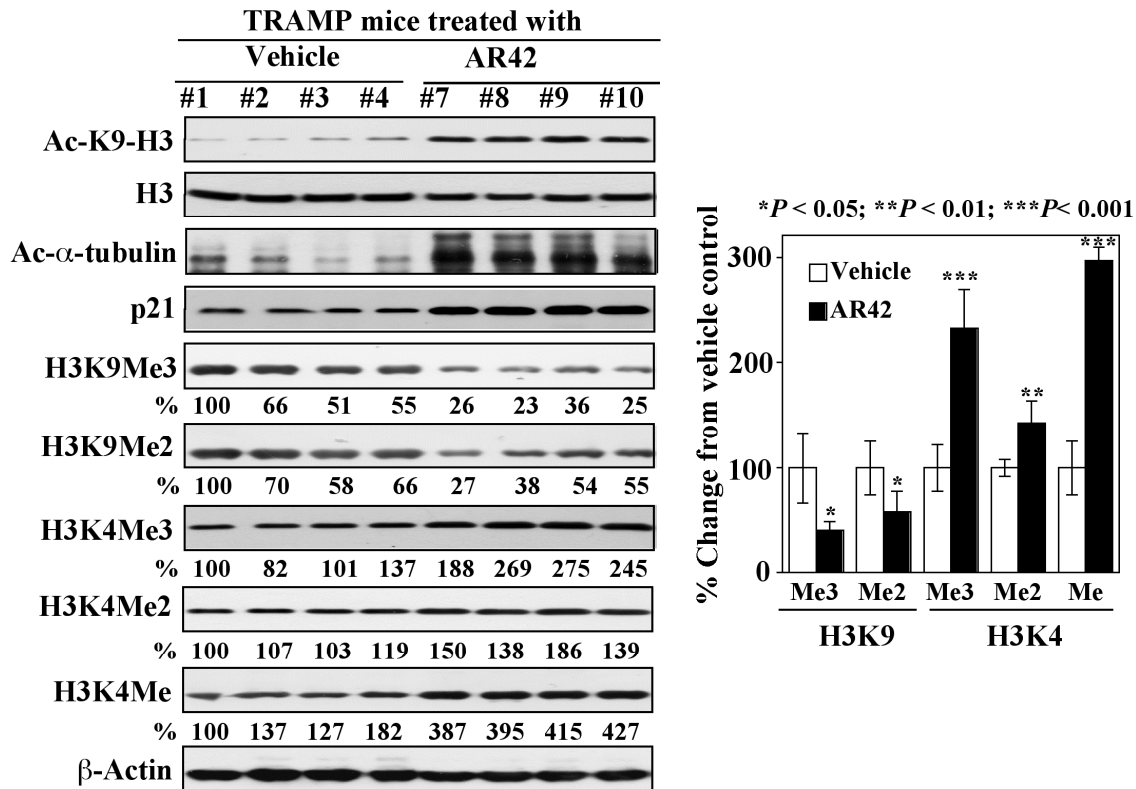 TRAMP mice treated with
Vehicle AR42
#1 #2 #3 #4 #7 #8 #9 #10
Ac-K9-H3
H3
Ac-α-tubulin
p21
H3K9Me3
% 100 66 51 55 26 23 36 25
H3K9Me2
% 100 70 58 66 27 38 54 55
H3K4Me3
% 100 82 101 137 188 269 275 245
H3K4Me2
% 100 107 103 119 150 138 186 139
H3K4Me
% 100 137 127 182 387 395 415 427
β-Actin
*P < 0.05; **P < 0.01; ***P< 0.001
% Change from vehicle control
300
200
100
0
Vehicle
AR42
* * *** ** ***
Me3 Me2 Me3 Me2 Me
H3K9 H3K4